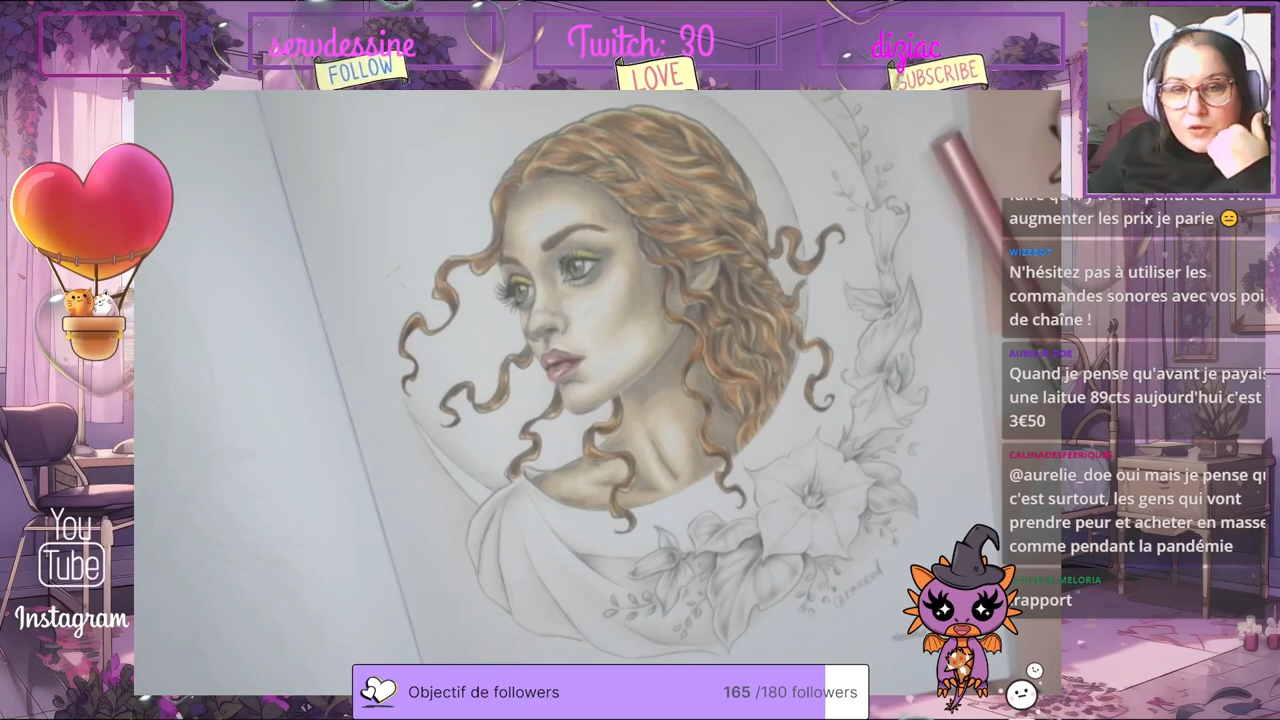 servdessine
Twitch: 30
diziac
FOLLOW
LOVE
SUBSCRIBE
augmenter les prix je parie
WIZEBOT
N'hésitez pas à utiliser les
commandes sonores avec vos poi
de chaîne !
Quand je pense qu'avant je payais
une laitue 89cts aujourd'hui c'est
3€50
CALINADESFEERIQUES
@aurelie_doe oui mais je pense qu
c'est surtout, les gens qui vont
prendre peur et acheter en masse
comme pendant la pandémie
MELORIA
rapport
You
Tube
Instagram
Objectif de followers
165 /180 followers